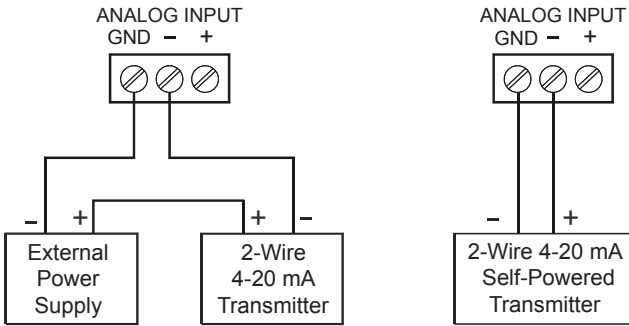 ANALOG INPUT
GND – +
– +
+ –
External
Power
Supply
2-Wire
4-20 mA
Transmitter
ANALOG INPUT
GND – +
– +
2-Wire 4-20 mA
Self-Powered
Transmitter